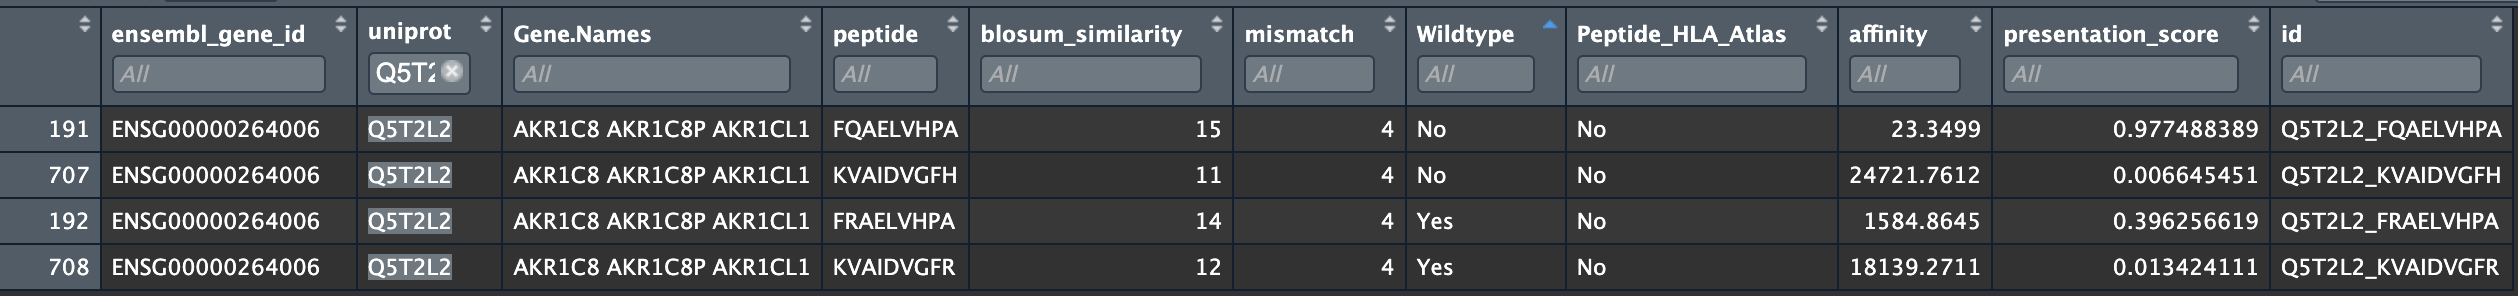 ensembl_gene_id uniprot Gene.Names peptide blosum_similarity mismatch Wildtype Peptide_HLA_Atlas affinity presentation_score id
All Q5T2 All All All All All All All All All
191 ENSG00000264006 Q5T2L2 AKR1C8 AKR1C8P AKR1CL1 FQAELVHPA 15 4 No No 23.3499 0.977488389 Q5T2L2_FQAELVHPA
707 ENSG00000264006 Q5T2L2 AKR1C8 AKR1C8P AKR1CL1 KVAIDVGFH 11 4 No No 24721.7612 0.006645451 Q5T2L2_KVAIDVGFH
192 ENSG00000264006 Q5T2L2 AKR1C8 AKR1C8P AKR1CL1 FRAELVHPA 14 4 Yes No 1584.8645 0.396256619 Q5T2L2_FRAELVHPA
708 ENSG00000264006 Q5T2L2 AKR1C8 AKR1C8P AKR1CL1 KVAIDVGFR 12 4 Yes No 18139.2711 0.013424111 Q5T2L2_KVAIDVGFR